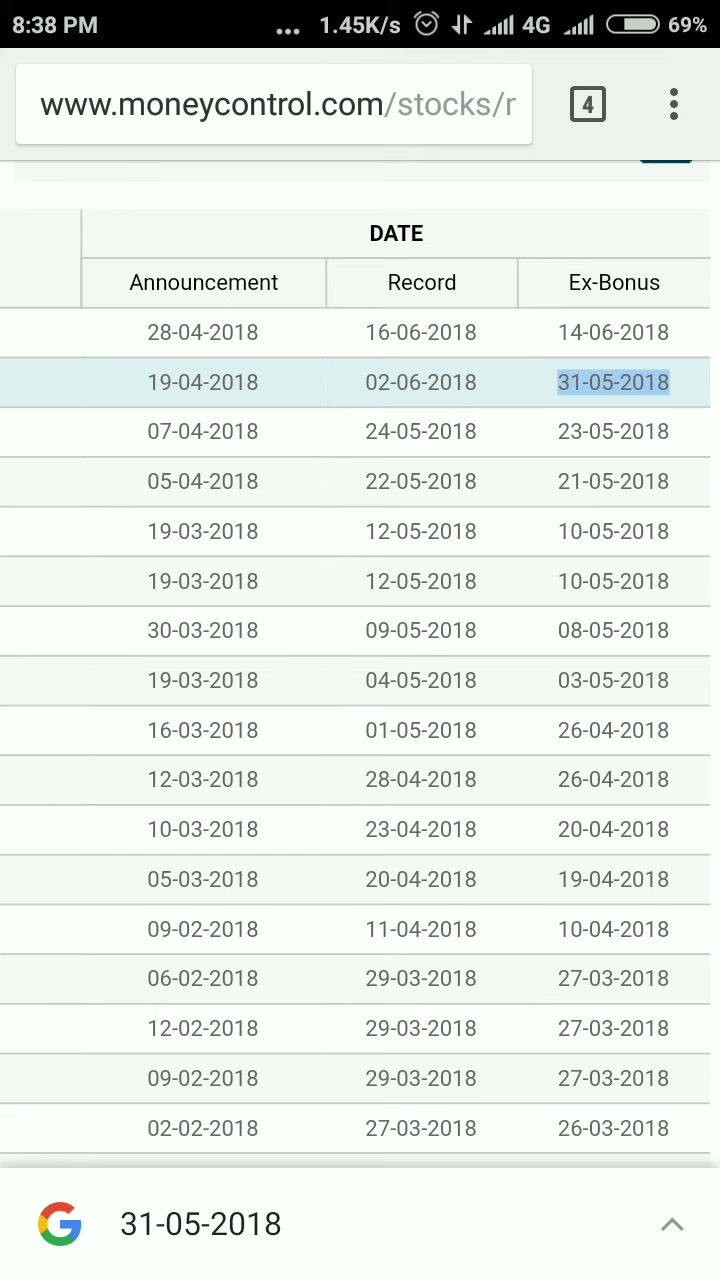 8:38 PM ... 1.45K/s 4G 69%
www.moneycontrol.com/stocks/r 4
DATE
Announcement Record Ex-Bonus
28-04-2018 16-06-2018 14-06-2018
19-04-2018 02-06-2018 31-05-2018
07-04-2018 24-05-2018 23-05-2018
05-04-2018 22-05-2018 21-05-2018
19-03-2018 12-05-2018 10-05-2018
19-03-2018 12-05-2018 10-05-2018
30-03-2018 09-05-2018 08-05-2018
19-03-2018 04-05-2018 03-05-2018
16-03-2018 01-05-2018 26-04-2018
12-03-2018 28-04-2018 26-04-2018
10-03-2018 23-04-2018 20-04-2018
05-03-2018 20-04-2018 19-04-2018
09-02-2018 11-04-2018 10-04-2018
06-02-2018 29-03-2018 27-03-2018
12-02-2018 29-03-2018 27-03-2018
09-02-2018 29-03-2018 27-03-2018
02-02-2018 27-03-2018 26-03-2018
G 31-05-2018